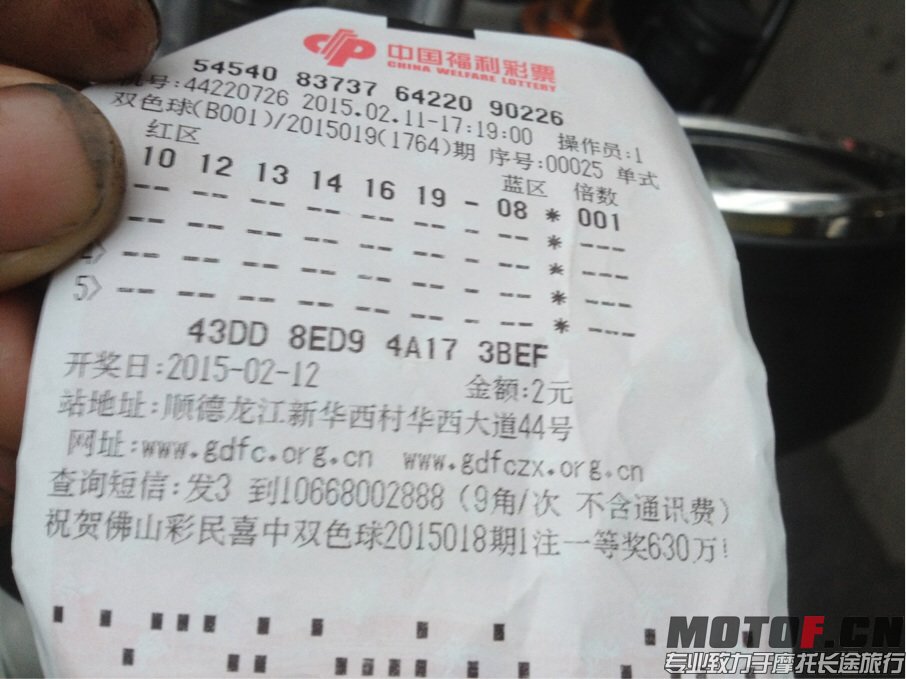 中国福利彩票
CHINA WELFARE LOTTERY
54540 83737 64220 90226
机号:44220726 2015.02.11-17:19:00 操作员:1
双色球(B001)/2015019(1764)期 序号:00025 单式
红区 蓝区 倍数
10 12 13 14 16 19 - 08 * 001
-- -- -- -- -- -- - -- * ---
-- -- -- -- -- -- - -- * ---
4> -- -- -- -- -- -- - -- * ---
5> -- -- -- -- -- -- - -- * ---
43DD 8ED9 4A17 3BEF
开奖日:2015-02-12 金额:2元
站地址:顺德龙江新华西村华西大道44号
网址:www.gdfc.org.cn www.gdfczx.org.cn
查询短信:发3 到10668002888 (9角/次 不含通讯费)
祝贺佛山彩民喜中双色球2015018期1注一等奖630万!
MOTOF.CN
专业致力于摩托长途旅行